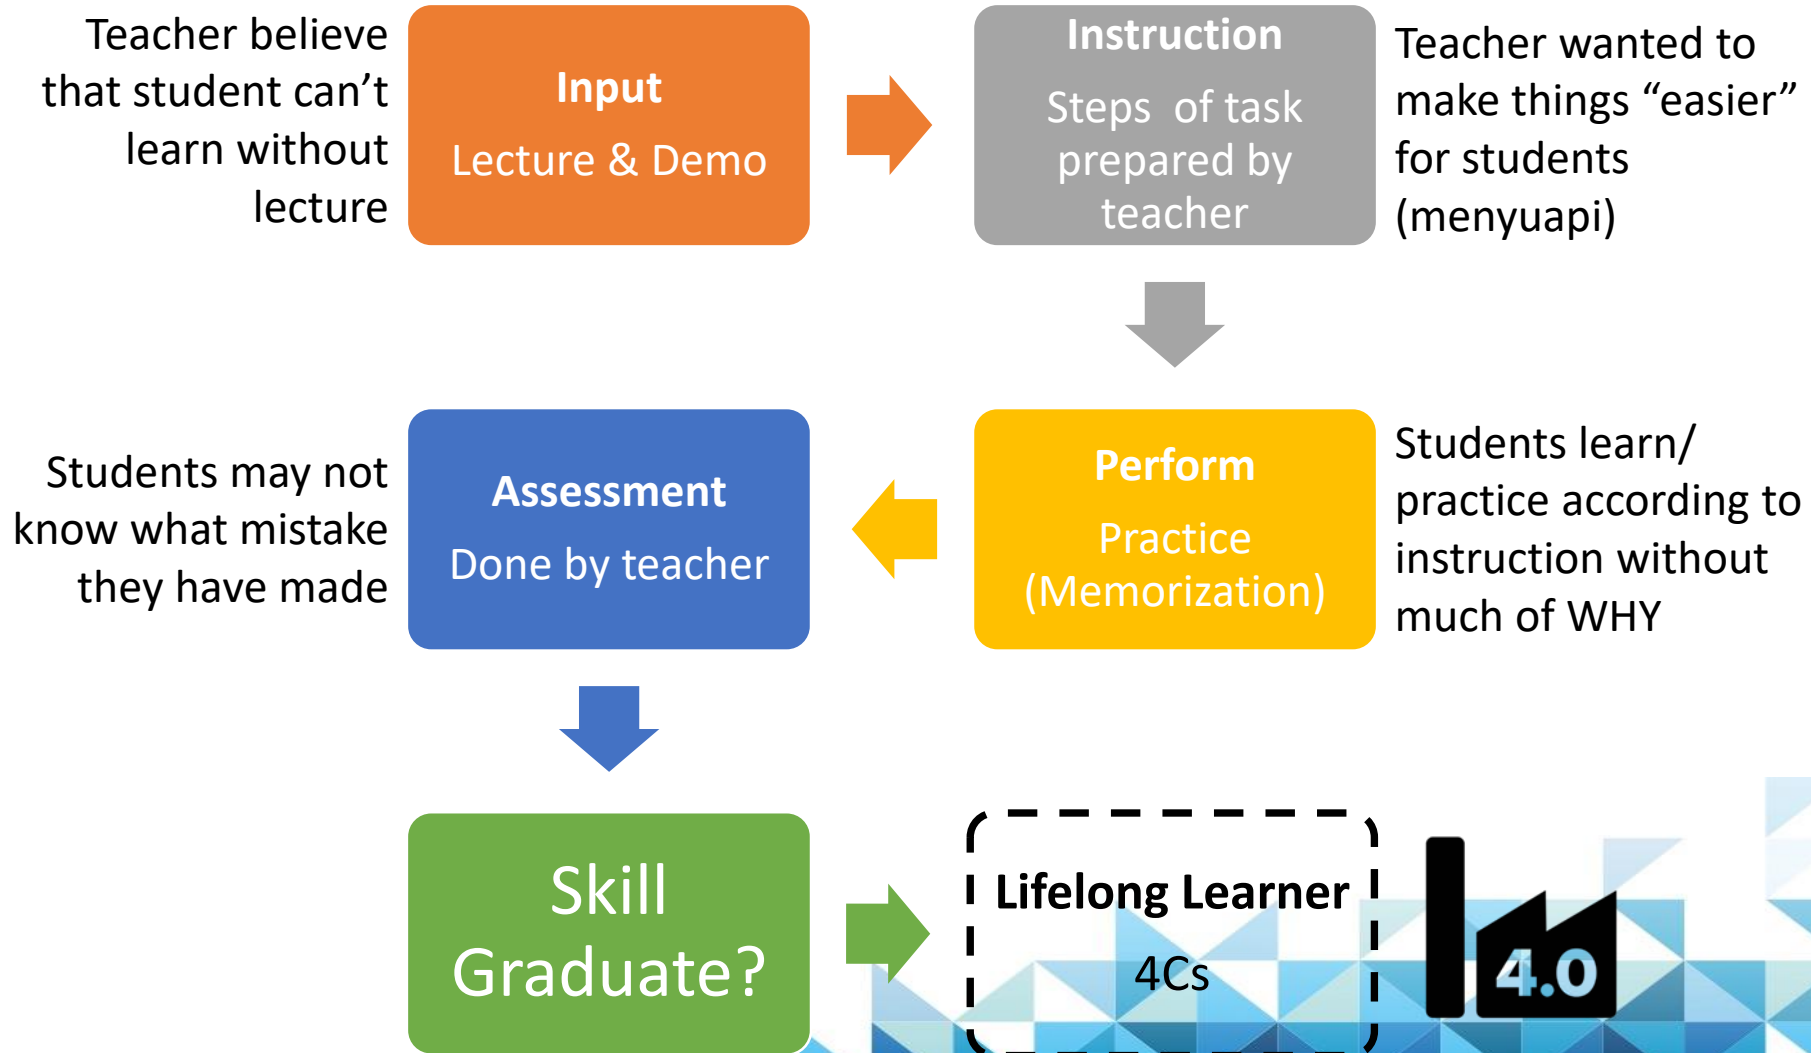 Teacher believe
that student can’t
learn without
lecture
Input
Lecture & Demo
Instruction
Steps of task
prepared by
teacher
Teacher wanted to
make things “easier”
for students
(menyuapi)
Students may not
know what mistake
they have made
Assessment
Done by teacher
Perform
Practice
(Memorization)
Students learn/
practice according to
instruction without
much of WHY
Skill
Graduate?
Lifelong Learner
4Cs
4.0